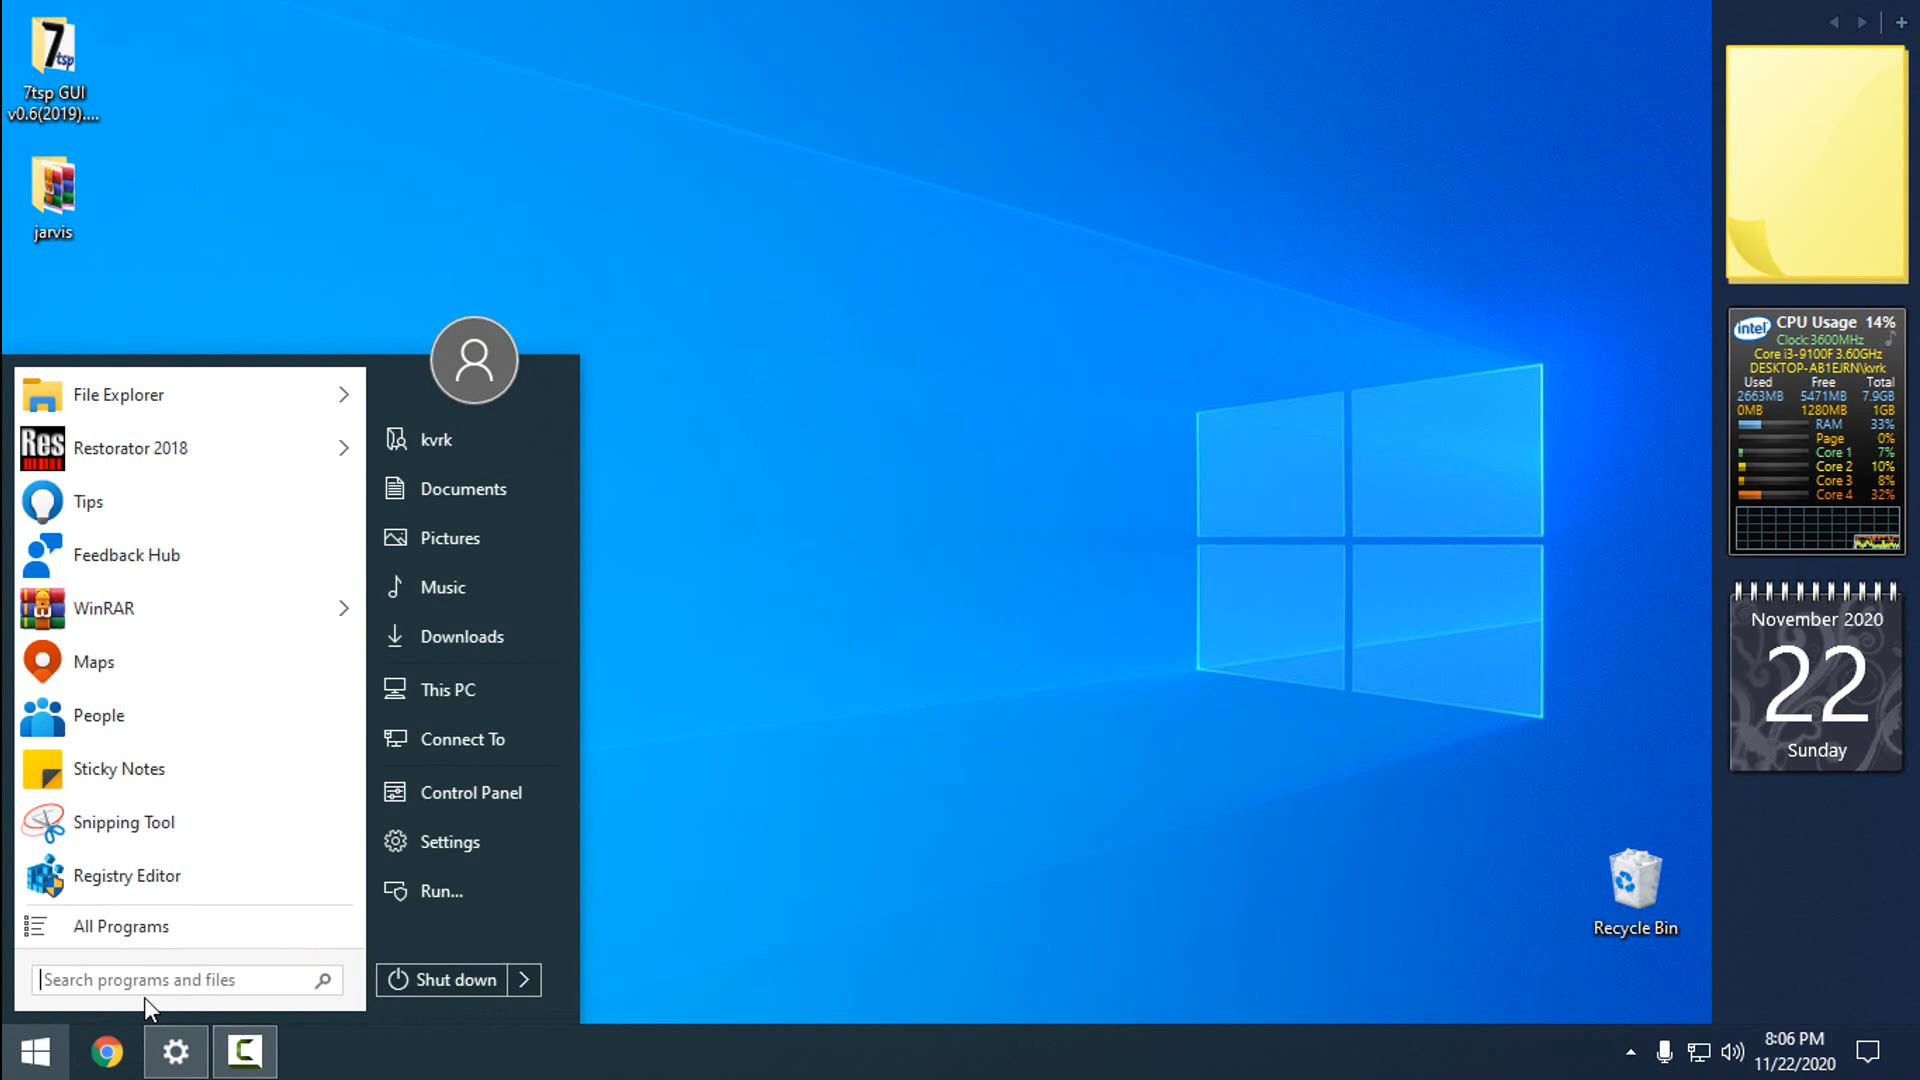 7tsp GUI
v0.6(2019)....
jarvis
File Explorer
Restorator 2018
Tips
Feedback Hub
WinRAR
Maps
People
Sticky Notes
Snipping Tool
Registry Editor
All Programs
Search programs and files
kvrk
Documents
Pictures
Music
Downloads
This PC
Connect To
Control Panel
Settings
Run...
Shut down
7
tsp
Res
intel
CPU Usage 14%
Clock:3600MHz
Core i3-9100F 3.60GHz
DESKTOP-AB1EJRN\kvrk
Used Free Total
2663MB 5471MB 7.9GB
0MB 1280MB 1GB
RAM 33%
Page 0%
Core 1 7%
Core 2 10%
Core 3 8%
Core 4 32%
November 2020
22
Sunday
Recycle Bin
8:06 PM
11/22/2020